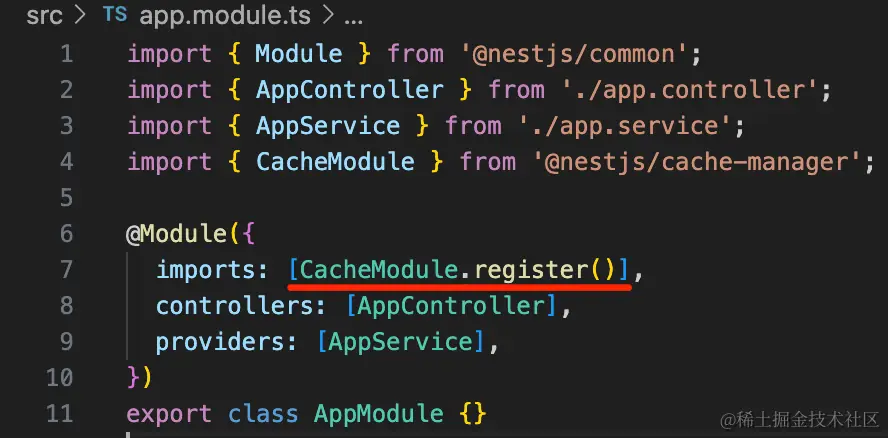 src > TS app.module.ts > ...
1 import { Module } from '@nestjs/common';
2 import { AppController } from './app.controller';
3 import { AppService } from './app.service';
4 import { CacheModule } from '@nestjs/cache-manager';
5
6 @Module({
7   imports: [CacheModule.register()],
8   controllers: [AppController],
9   providers: [AppService],
10 })
11 export class AppModule {}
@稀土掘金技术社区